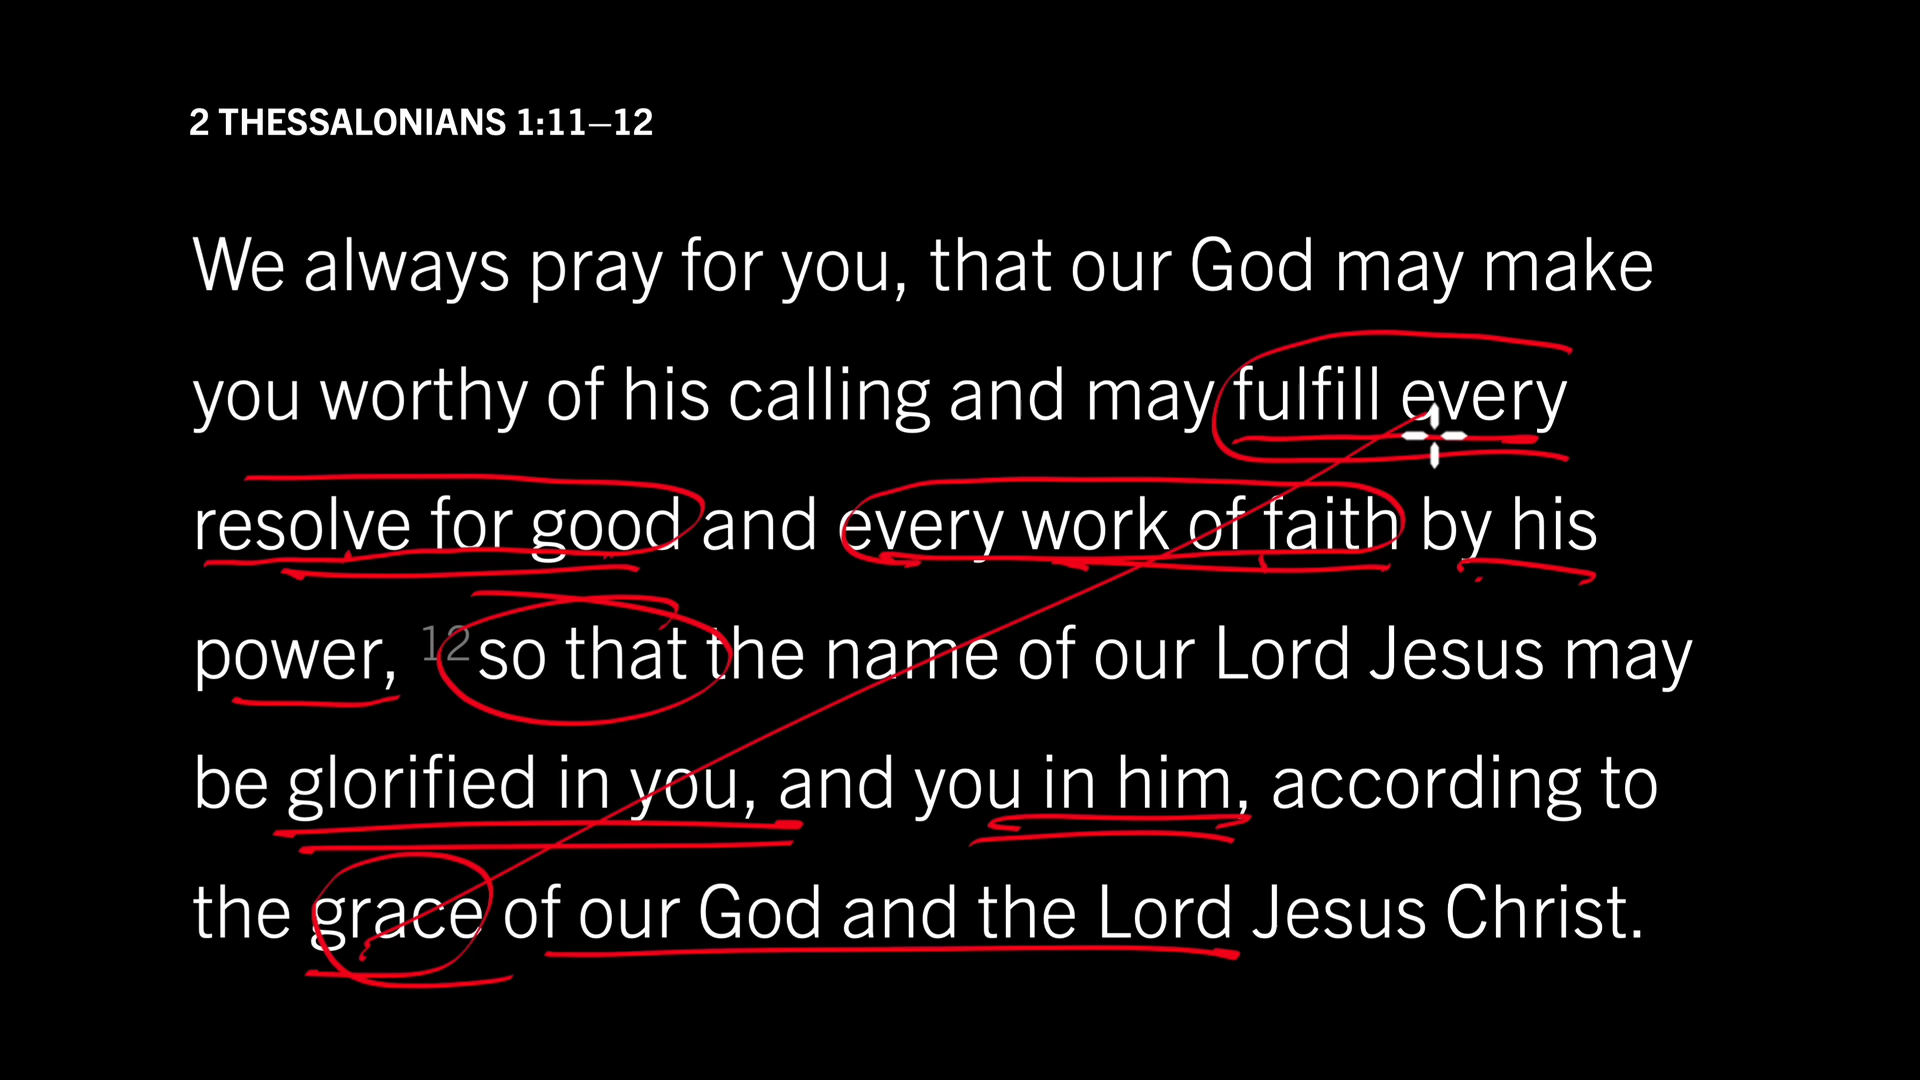 2 THESSALONIANS 1:11–12
We always pray for you, that our God may make
you worthy of his calling and may fulfill every
resolve for good and every work of faith by his
power, 12 so that the name of our Lord Jesus may
be glorified in you, and you in him, according to
the grace of our God and the Lord Jesus Christ.